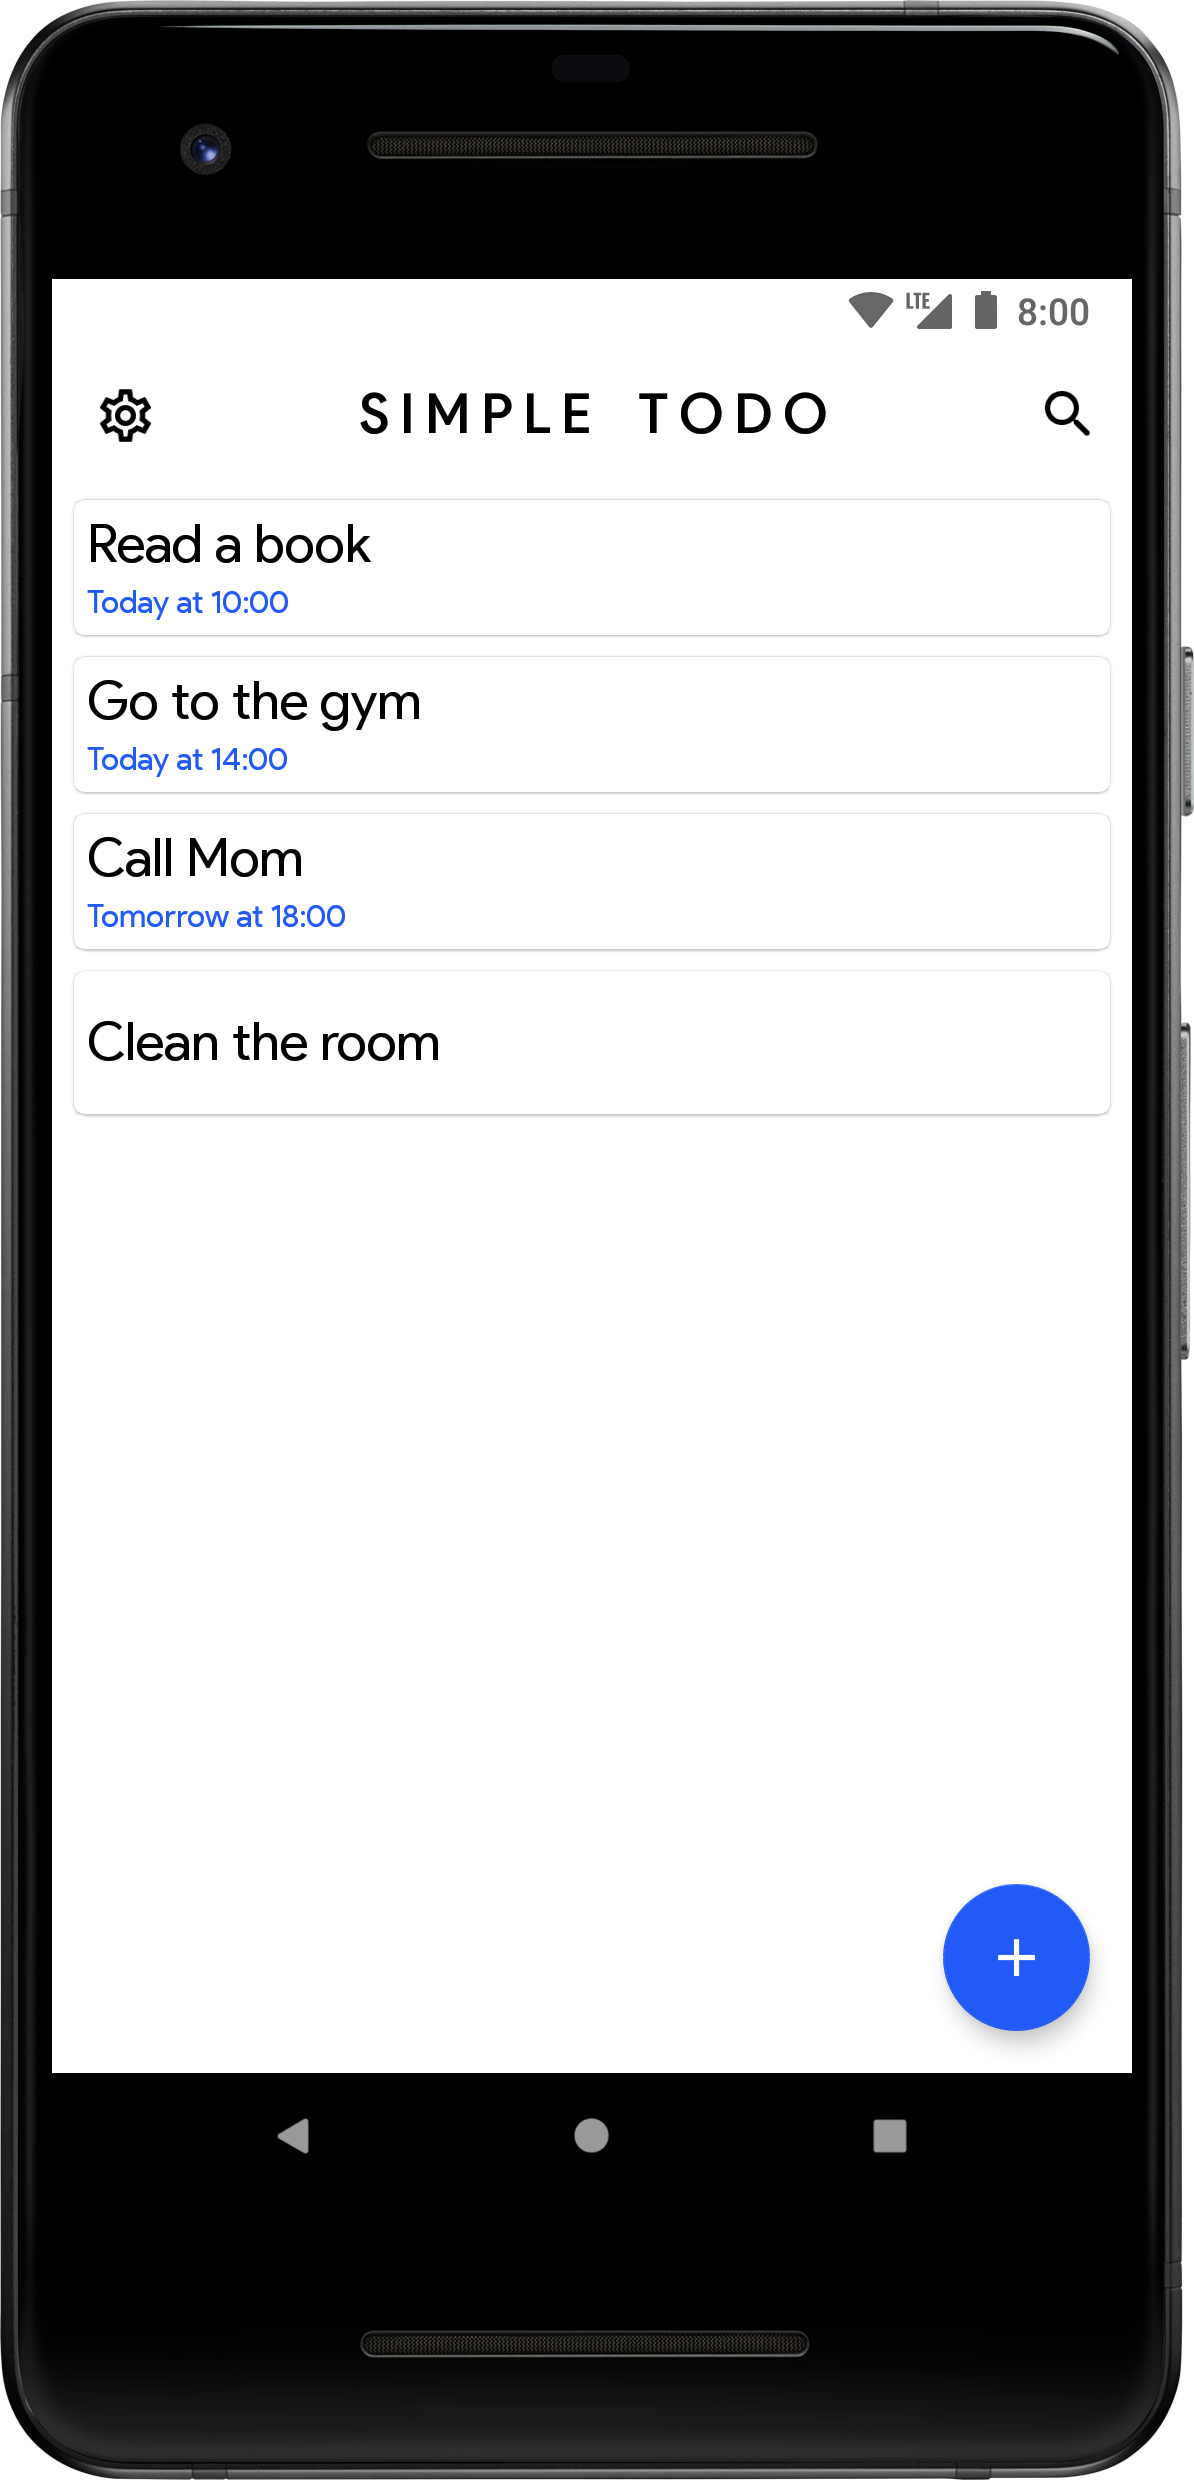 LTE 8:00
SIMPLE TODO
Read a book
Today at 10:00
Go to the gym
Today at 14:00
Call Mom
Tomorrow at 18:00
Clean the room